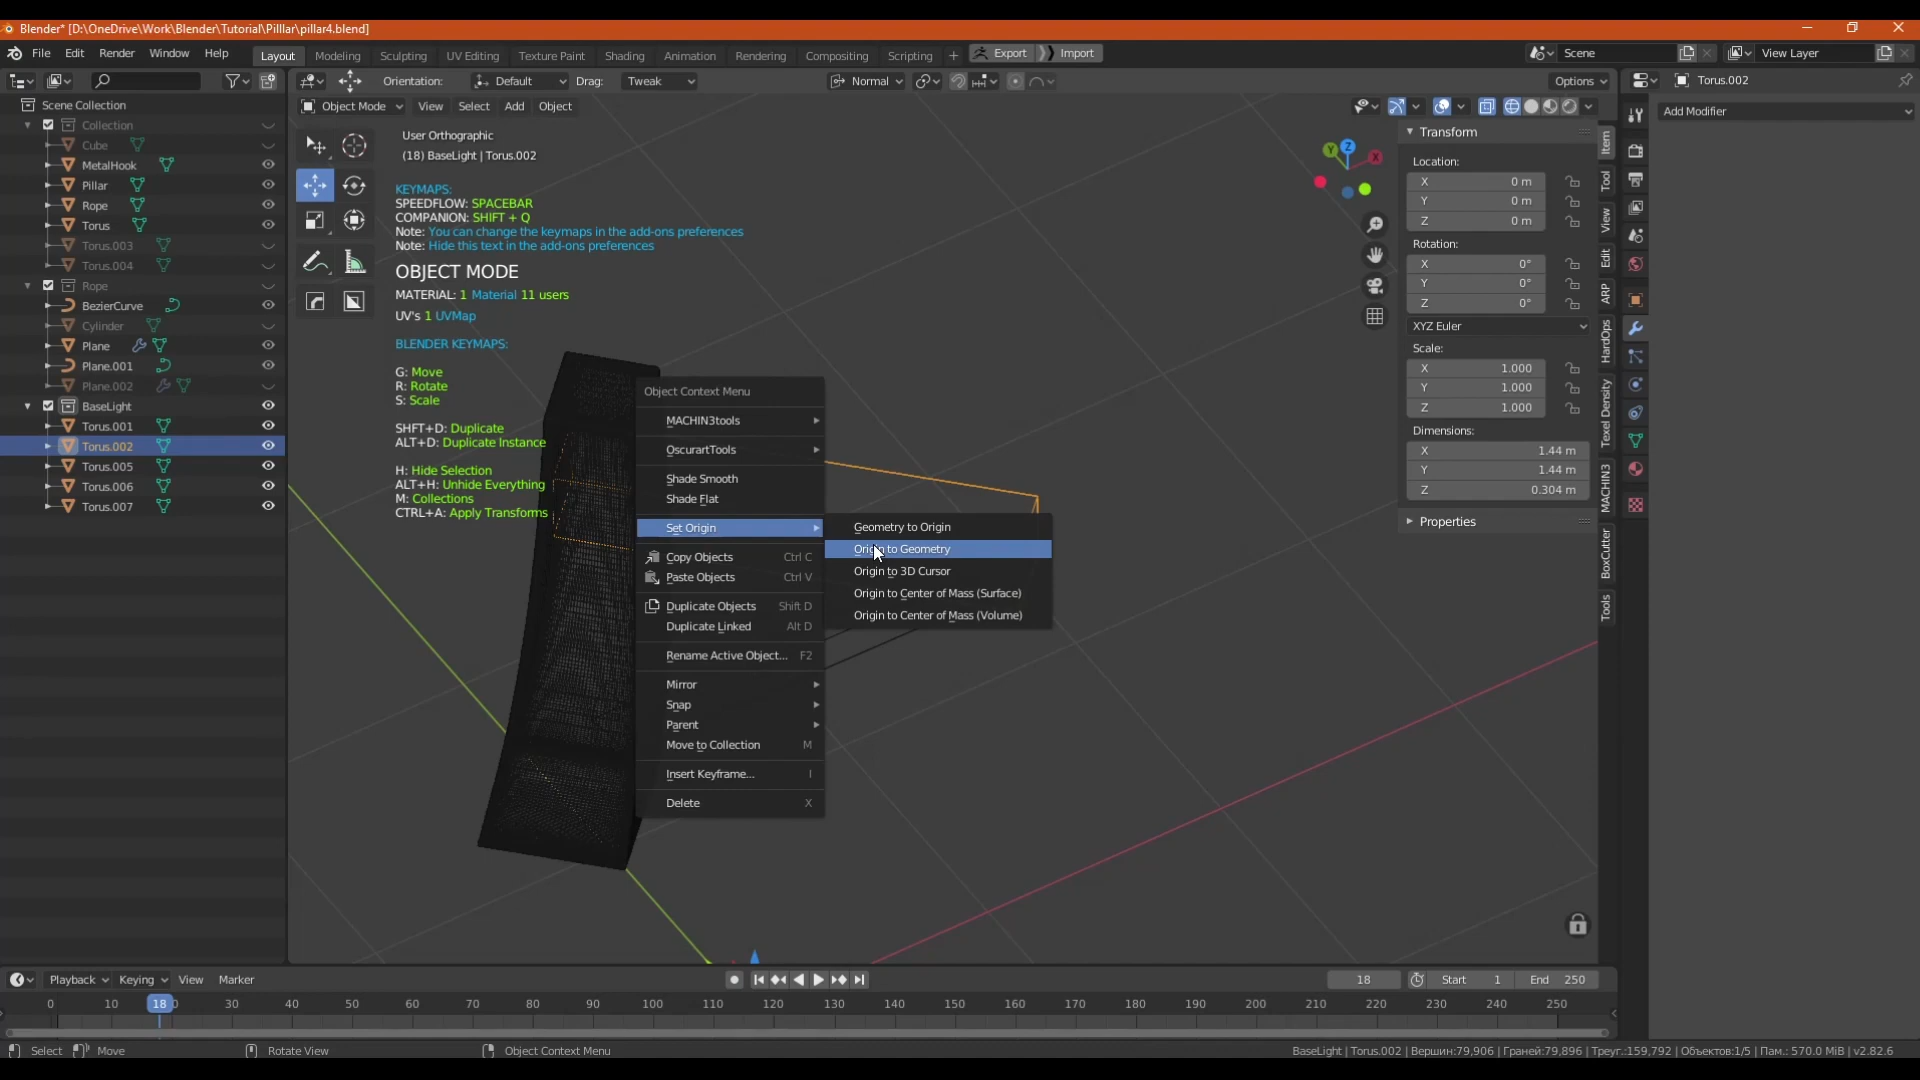 Blender* [D:\OneDrive\Work\Blender\Tutorial\Pilllar\pillar4.blend]
File Edit Render Window Help Layout Modeling Sculpting UV Editing Texture Paint Shading Animation Rendering Compositing Scripting + Export Import Scene View Layer
Orientation: Default Drag: Tweak Normal Options Torus.002
Object Mode View Select Add Object Add Modifier
Scene Collection
Collection
Cube
MetalHook
Pillar
Rope
Torus
Torus.003
Torus.004
Rope
BezierCurve
Cylinder
Plane
Plane.001
Plane.002
BaseLight
Torus.001
Torus.002
Torus.005
Torus.006
Torus.007
User Orthographic
(18) BaseLight | Torus.002
KEYMAPS:
SPEEDFLOW: SPACEBAR
COMPANION: SHIFT + Q
Note: You can change the keymaps in the add-ons preferences
Note: Hide this text in the add-ons preferences
OBJECT MODE
MATERIAL: 1 Material 11 users
UV's 1 UVMap
BLENDER KEYMAPS:
G: Move
R: Rotate
S: Scale
SHFT+D: Duplicate
ALT+D: Duplicate Instance
H: Hide Selection
ALT+H: Unhide Everything
M: Collections
CTRL+A: Apply Transforms
Object Context Menu
MACHIN3tools
OscurartTools
Shade Smooth
Shade Flat
Set Origin
Copy Objects Ctrl C
Paste Objects Ctrl V
Duplicate Objects Shift D
Duplicate Linked Alt D
Rename Active Object... F2
Mirror
Snap
Parent
Move to Collection M
Insert Keyframe... I
Delete X
Geometry to Origin
Origin to Geometry
Origin to 3D Cursor
Origin to Center of Mass (Surface)
Origin to Center of Mass (Volume)
Y Z X
Transform
Location:
X 0 m
Y 0 m
Z 0 m
Rotation:
X 0°
Y 0°
Z 0°
XYZ Euler
Scale:
X 1.000
Y 1.000
Z 1.000
Dimensions:
X 1.44 m
Y 1.44 m
Z 0.304 m
Properties
Item
Tool
View
Edit
ARP
HardOps
Texel Density
MACHIN3
BoxCutter
Tools
Playback Keying View Marker 18 Start 1 End 250
0 10 18 30 40 50 60 70 80 90 100 110 120 130 140 150 160 170 180 190 200 210 220 230 240 250
Select Move Rotate View Object Context Menu BaseLight | Torus.002 | Вершин:79,906 | Граней:79,896 | Треуг.:159,792 | Объектов:1/5 | Пам.: 570.0 MiB | v2.82.6